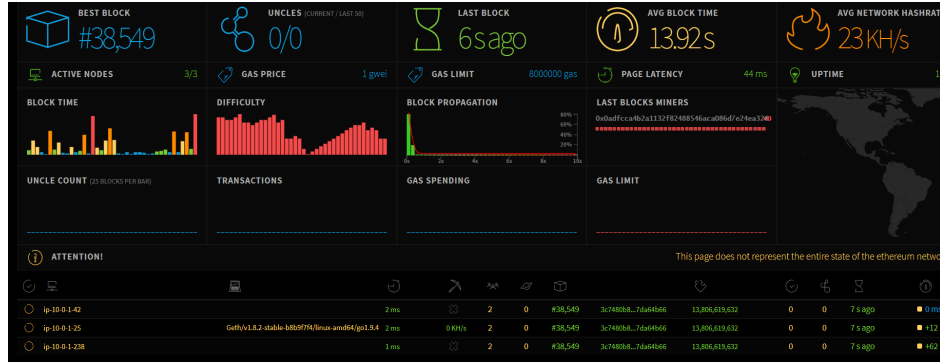 BEST BLOCK
#38,549
UNCLES (CURRENT / LAST 50)
0/0
LAST BLOCK
6 s ago
AVG BLOCK TIME
13.92 s
AVG NETWORK HASHRAT
23 KH/s
ACTIVE NODES 3/3
GAS PRICE 1 gwei
GAS LIMIT 8000000 gas
PAGE LATENCY 44 ms
UPTIME 1
BLOCK TIME
DIFFICULTY
BLOCK PROPAGATION
80%
60%
40%
20%
0s 2s 4s 6s 8s 10s
LAST BLOCKS MINERS
UNCLE COUNT (25 BLOCKS PER BAR)
TRANSACTIONS
GAS SPENDING
GAS LIMIT
ATTENTION! This page does not represent the entire state of the ethereum netwo
ip-10-0-1-42 2 ms 2 0 #38,549 3c7480b8...7da64b66 13,806,619,632 0 0 7 s ago 0 ms
ip-10-0-1-25 Geth/v1.8.2-stable-b8b9f7f4/linux-amd64/go1.9.4 2 ms 0 KH/s 2 0 #38,549 3c7480b8...7da64b66 13,806,619,632 0 0 7 s ago +12
ip-10-0-1-238 1 ms 2 0 #38,549 3c7480b8...7da64b66 13,806,619,632 0 0 7 s ago +62